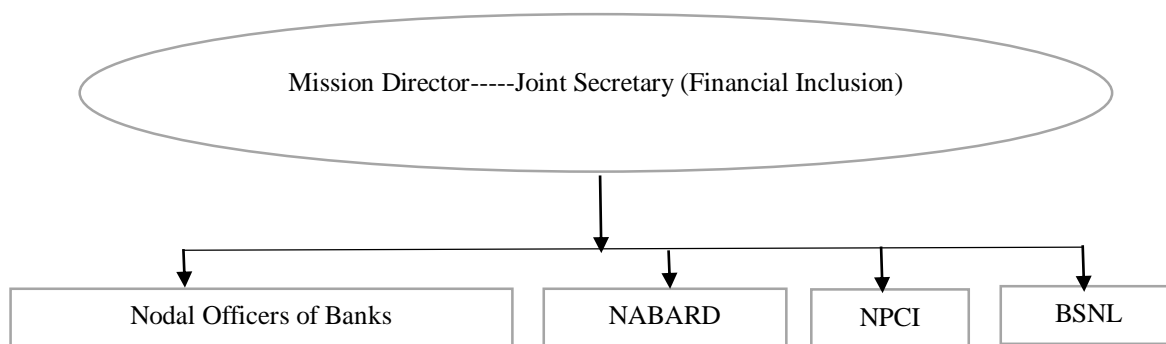 Mission Director-----Joint Secretary (Financial Inclusion)
Nodal Officers of Banks
NABARD
NPCI
BSNL